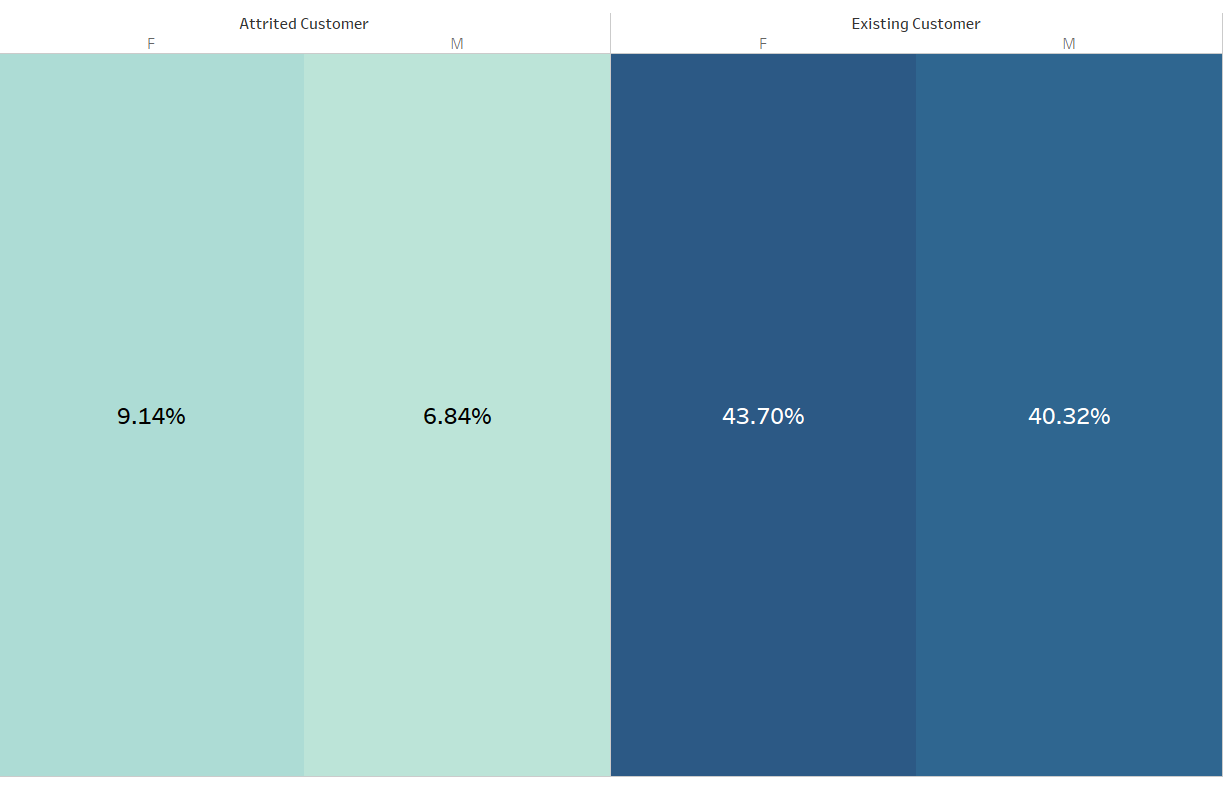 Attrited Customer Existing Customer
F M F M
9.14% 6.84% 43.70% 40.32%